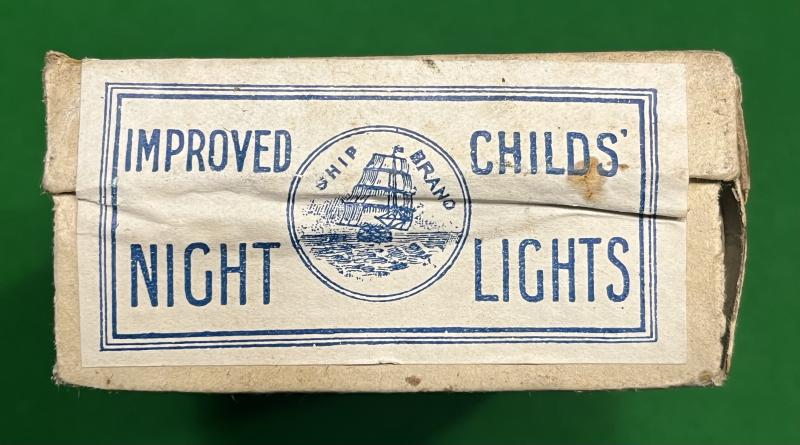 IMPROVED CHILDS'
SHIP BRAND
NIGHT LIGHTS